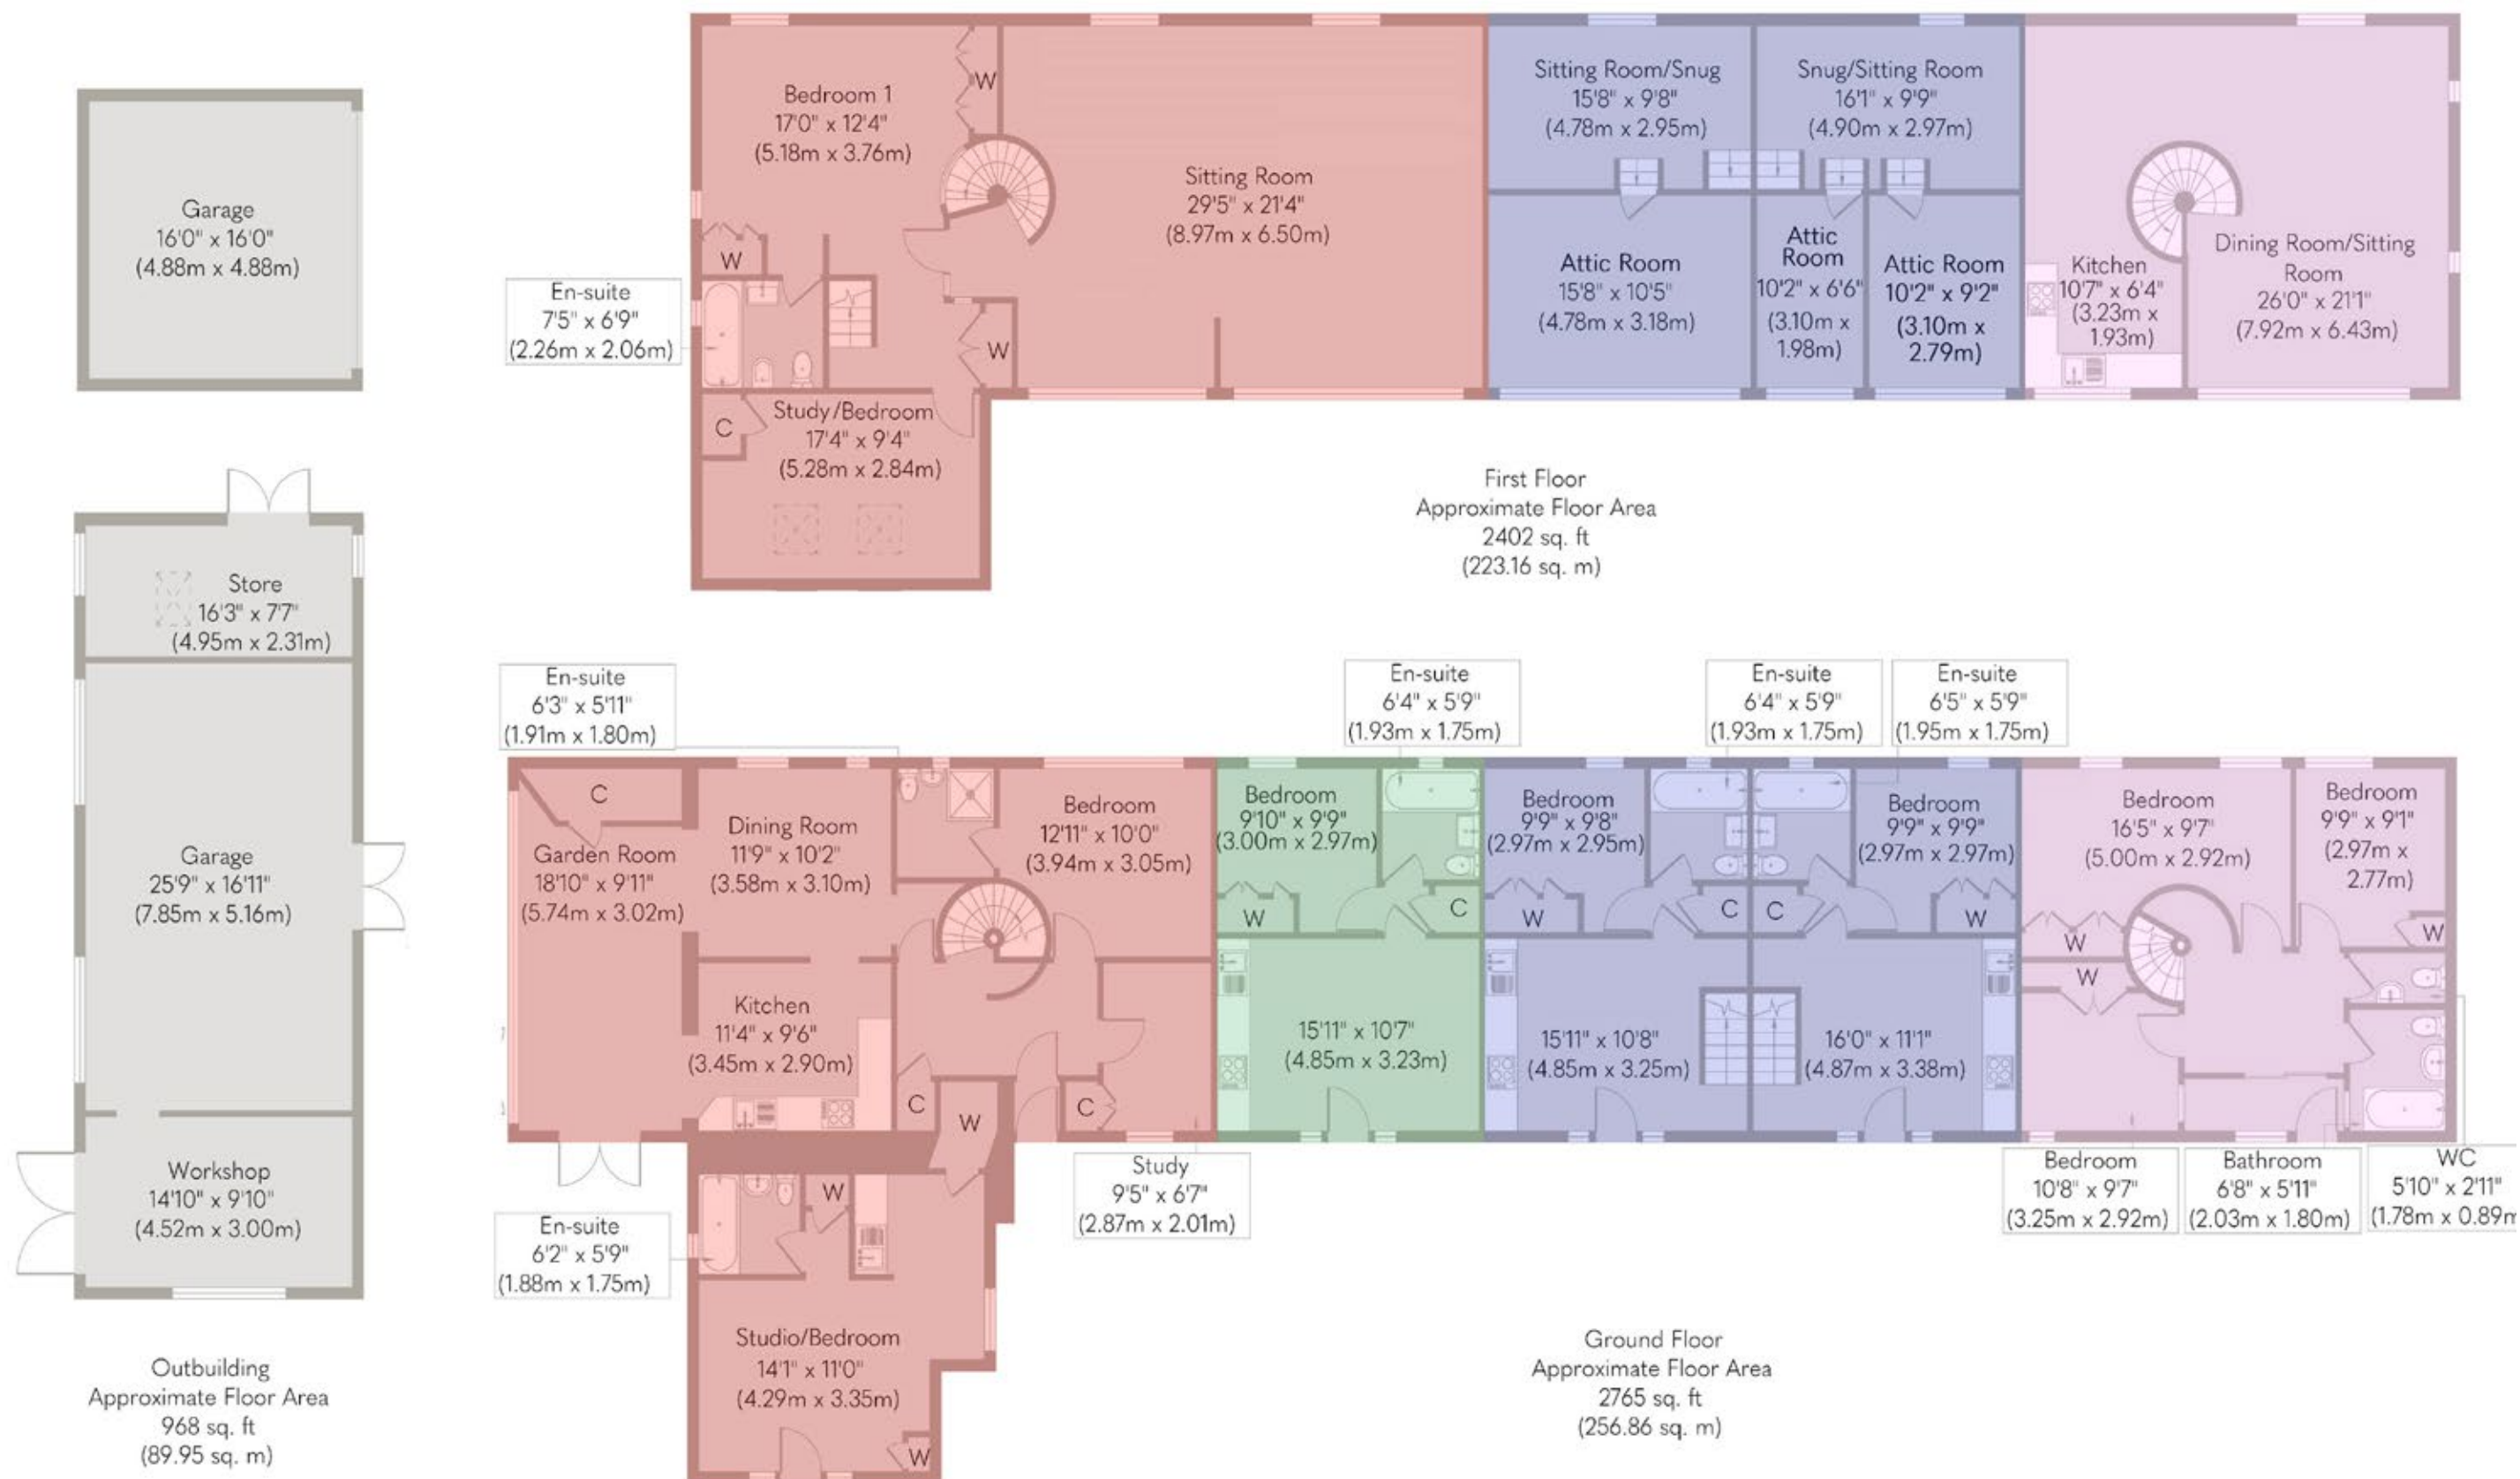 Garage
16'0" x 16'0"
(4.88m x 4.88m)
Store
16'3" x 7'7"
(4.95m x 2.31m)
Garage
25'9" x 16'11"
(7.85m x 5.16m)
Workshop
14'10" x 9'10"
(4.52m x 3.00m)
Outbuilding
Approximate Floor Area
968 sq. ft
(89.95 sq. m)
Bedroom 1
17'0" x 12'4"
(5.18m x 3.76m)
W
W
En-suite
7'5" x 6'9"
(2.26m x 2.06m)
W
C
Study/Bedroom
17'4" x 9'4"
(5.28m x 2.84m)
Sitting Room
29'5" x 21'4"
(8.97m x 6.50m)
Sitting Room/Snug
15'8" x 9'8"
(4.78m x 2.95m)
Snug/Sitting Room
16'1" x 9'9"
(4.90m x 2.97m)
Attic Room
15'8" x 10'5"
(4.78m x 3.18m)
Attic
Room
10'2" x 6'6"
(3.10m x
1.98m)
Attic Room
10'2" x 9'2"
(3.10m x
2.79m)
Kitchen
10'7" x 6'4"
(3.23m x
1.93m)
Dining Room/Sitting
Room
26'0" x 21'1"
(7.92m x 6.43m)
First Floor
Approximate Floor Area
2402 sq. ft
(223.16 sq. m)
En-suite
6'3" x 5'11"
(1.91m x 1.80m)
En-suite
6'4" x 5'9"
(1.93m x 1.75m)
En-suite
6'4" x 5'9"
(1.93m x 1.75m)
En-suite
6'5" x 5'9"
(1.95m x 1.75m)
C
Garden Room
18'10" x 9'11"
(5.74m x 3.02m)
Dining Room
11'9" x 10'2"
(3.58m x 3.10m)
Bedroom
12'11" x 10'0"
(3.94m x 3.05m)
Kitchen
11'4" x 9'6"
(3.45m x 2.90m)
C
W
C
Bedroom
9'10" x 9'9"
(3.00m x 2.97m)
W
C
15'11" x 10'7"
(4.85m x 3.23m)
Bedroom
9'9" x 9'8"
(2.97m x 2.95m)
W
C
15'11" x 10'8"
(4.85m x 3.25m)
Bedroom
9'9" x 9'9"
(2.97m x 2.97m)
C
W
16'0" x 11'1"
(4.87m x 3.38m)
Bedroom
16'5" x 9'7"
(5.00m x 2.92m)
W
W
Bedroom
9'9" x 9'1"
(2.97m x
2.77m)
W
Study
9'5" x 6'7"
(2.87m x 2.01m)
Bedroom
10'8" x 9'7"
(3.25m x 2.92m)
Bathroom
6'8" x 5'11"
(2.03m x 1.80m)
WC
5'10" x 2'11"
(1.78m x 0.89m
En-suite
6'2" x 5'9"
(1.88m x 1.75m)
W
Studio/Bedroom
14'1" x 11'0"
(4.29m x 3.35m)
W
Ground Floor
Approximate Floor Area
2765 sq. ft
(256.86 sq. m)